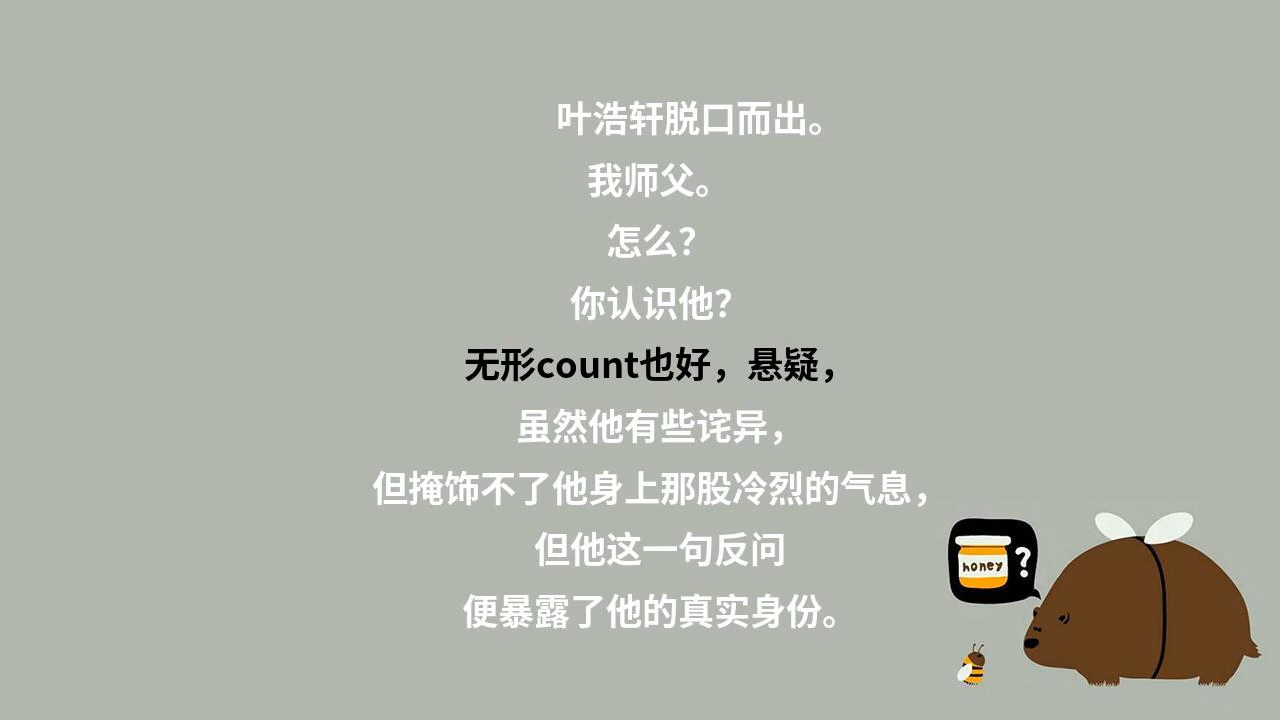 叶浩轩脱口而出。
我师父。
怎么？
你认识他？
无形count也好，悬疑，
虽然他有些诧异，
但掩饰不了他身上那股冷烈的气息，
但他这一句反问
便暴露了他的真实身份。
honey
?